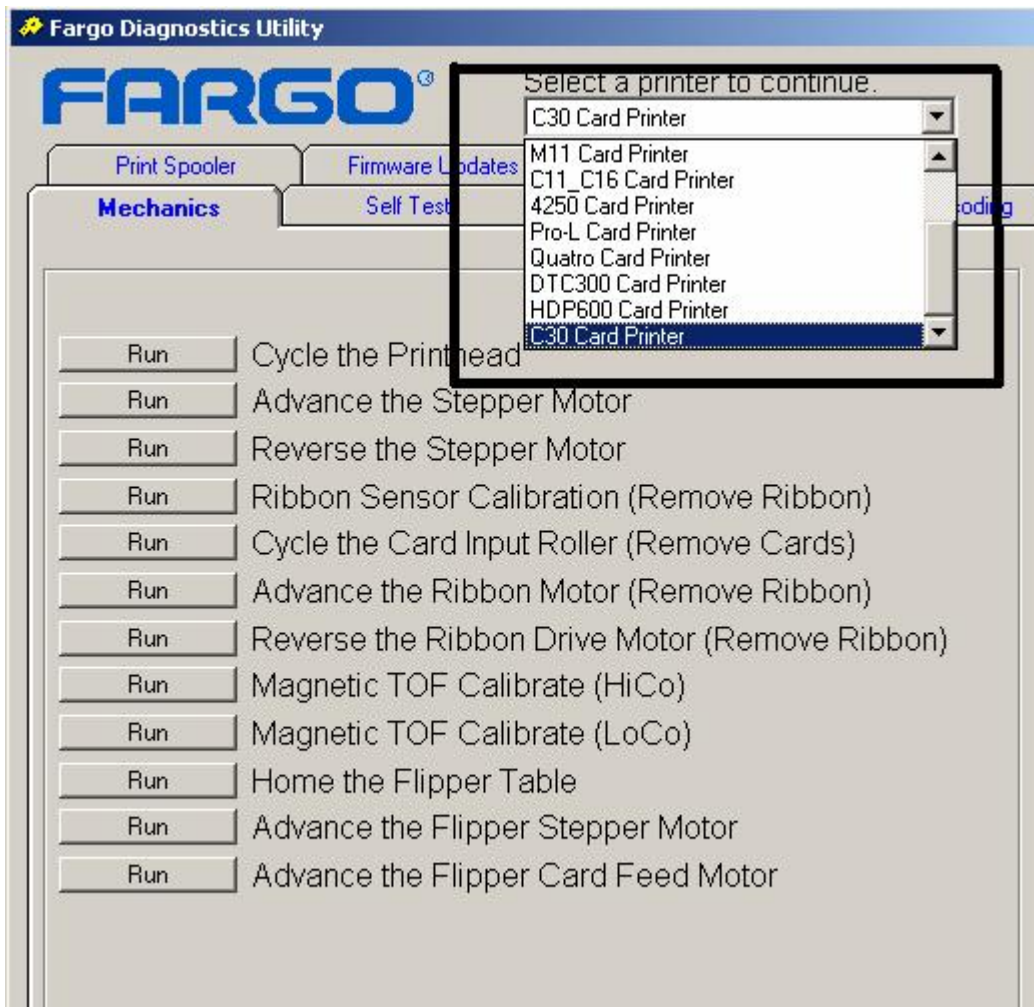 Fargo Diagnostics Utility
FARGO®
Select a printer to continue.
C30 Card Printer
M11 Card Printer
C11_C16 Card Printer
4250 Card Printer
Pro-L Card Printer
Quatro Card Printer
DTC300 Card Printer
HDP600 Card Printer
C30 Card Printer
Print Spooler
Firmware Updates
Mechanics
Self Test
Run Cycle the Printhead
Run Advance the Stepper Motor
Run Reverse the Stepper Motor
Run Ribbon Sensor Calibration (Remove Ribbon)
Run Cycle the Card Input Roller (Remove Cards)
Run Advance the Ribbon Motor (Remove Ribbon)
Run Reverse the Ribbon Drive Motor (Remove Ribbon)
Run Magnetic TOF Calibrate (HiCo)
Run Magnetic TOF Calibrate (LoCo)
Run Home the Flipper Table
Run Advance the Flipper Stepper Motor
Run Advance the Flipper Card Feed Motor